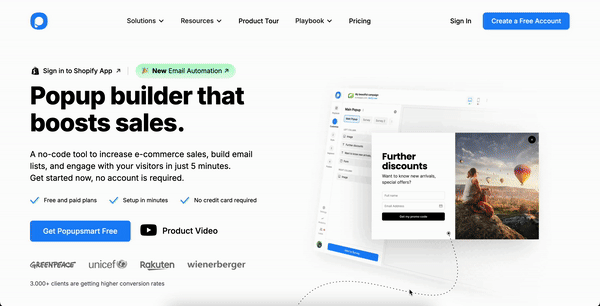 Solutions
Resources
Product Tour
Playbook
Pricing
Sign In
Create a Free Account
Sign in to Shopify App ↗
New Email Automation ↗
Popup builder that
boosts sales.
A no-code tool to increase e-commerce sales, build email
lists, and engage with your visitors in just 5 minutes.
Get started now, no account is required.
Free and paid plans
Setup in minutes
No credit card required
Get Popupsmart Free
Product Video
GREENPEACE
unicef
Rakuten
wienerberger
3.000+ clients are getting higher conversion rates
Main Popup
Further
discounts
Want to know new arrivals,
special offers?
Email Address
Get my promo code